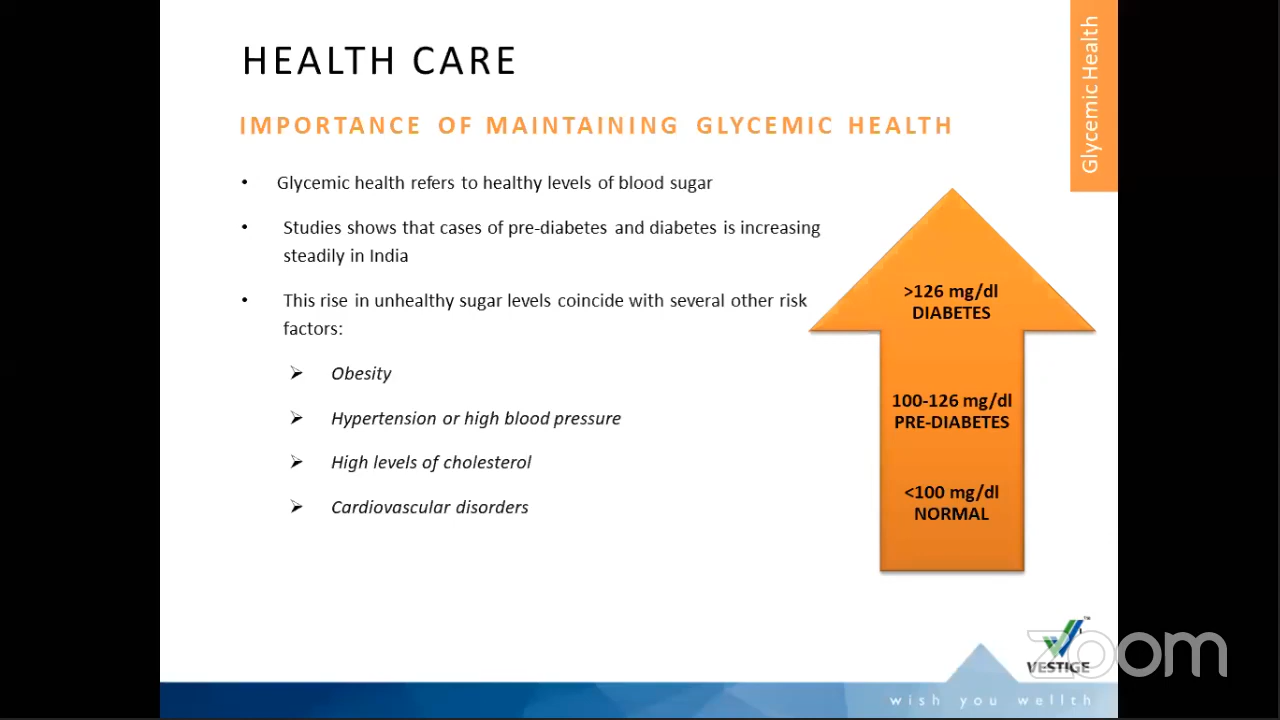 HEALTH CARE
Glycemic Health
IMPORTANCE OF MAINTAINING GLYCEMIC HEALTH
• Glycemic health refers to healthy levels of blood sugar
• Studies shows that cases of pre-diabetes and diabetes is increasing
steadily in India
• This rise in unhealthy sugar levels coincide with several other risk
factors:
➢ Obesity
➢ Hypertension or high blood pressure
➢ High levels of cholesterol
➢ Cardiovascular disorders
>126 mg/dl
DIABETES
100-126 mg/dl
PRE-DIABETES
<100 mg/dl
NORMAL
TM
VESTIGE
zoom
wish you wellth